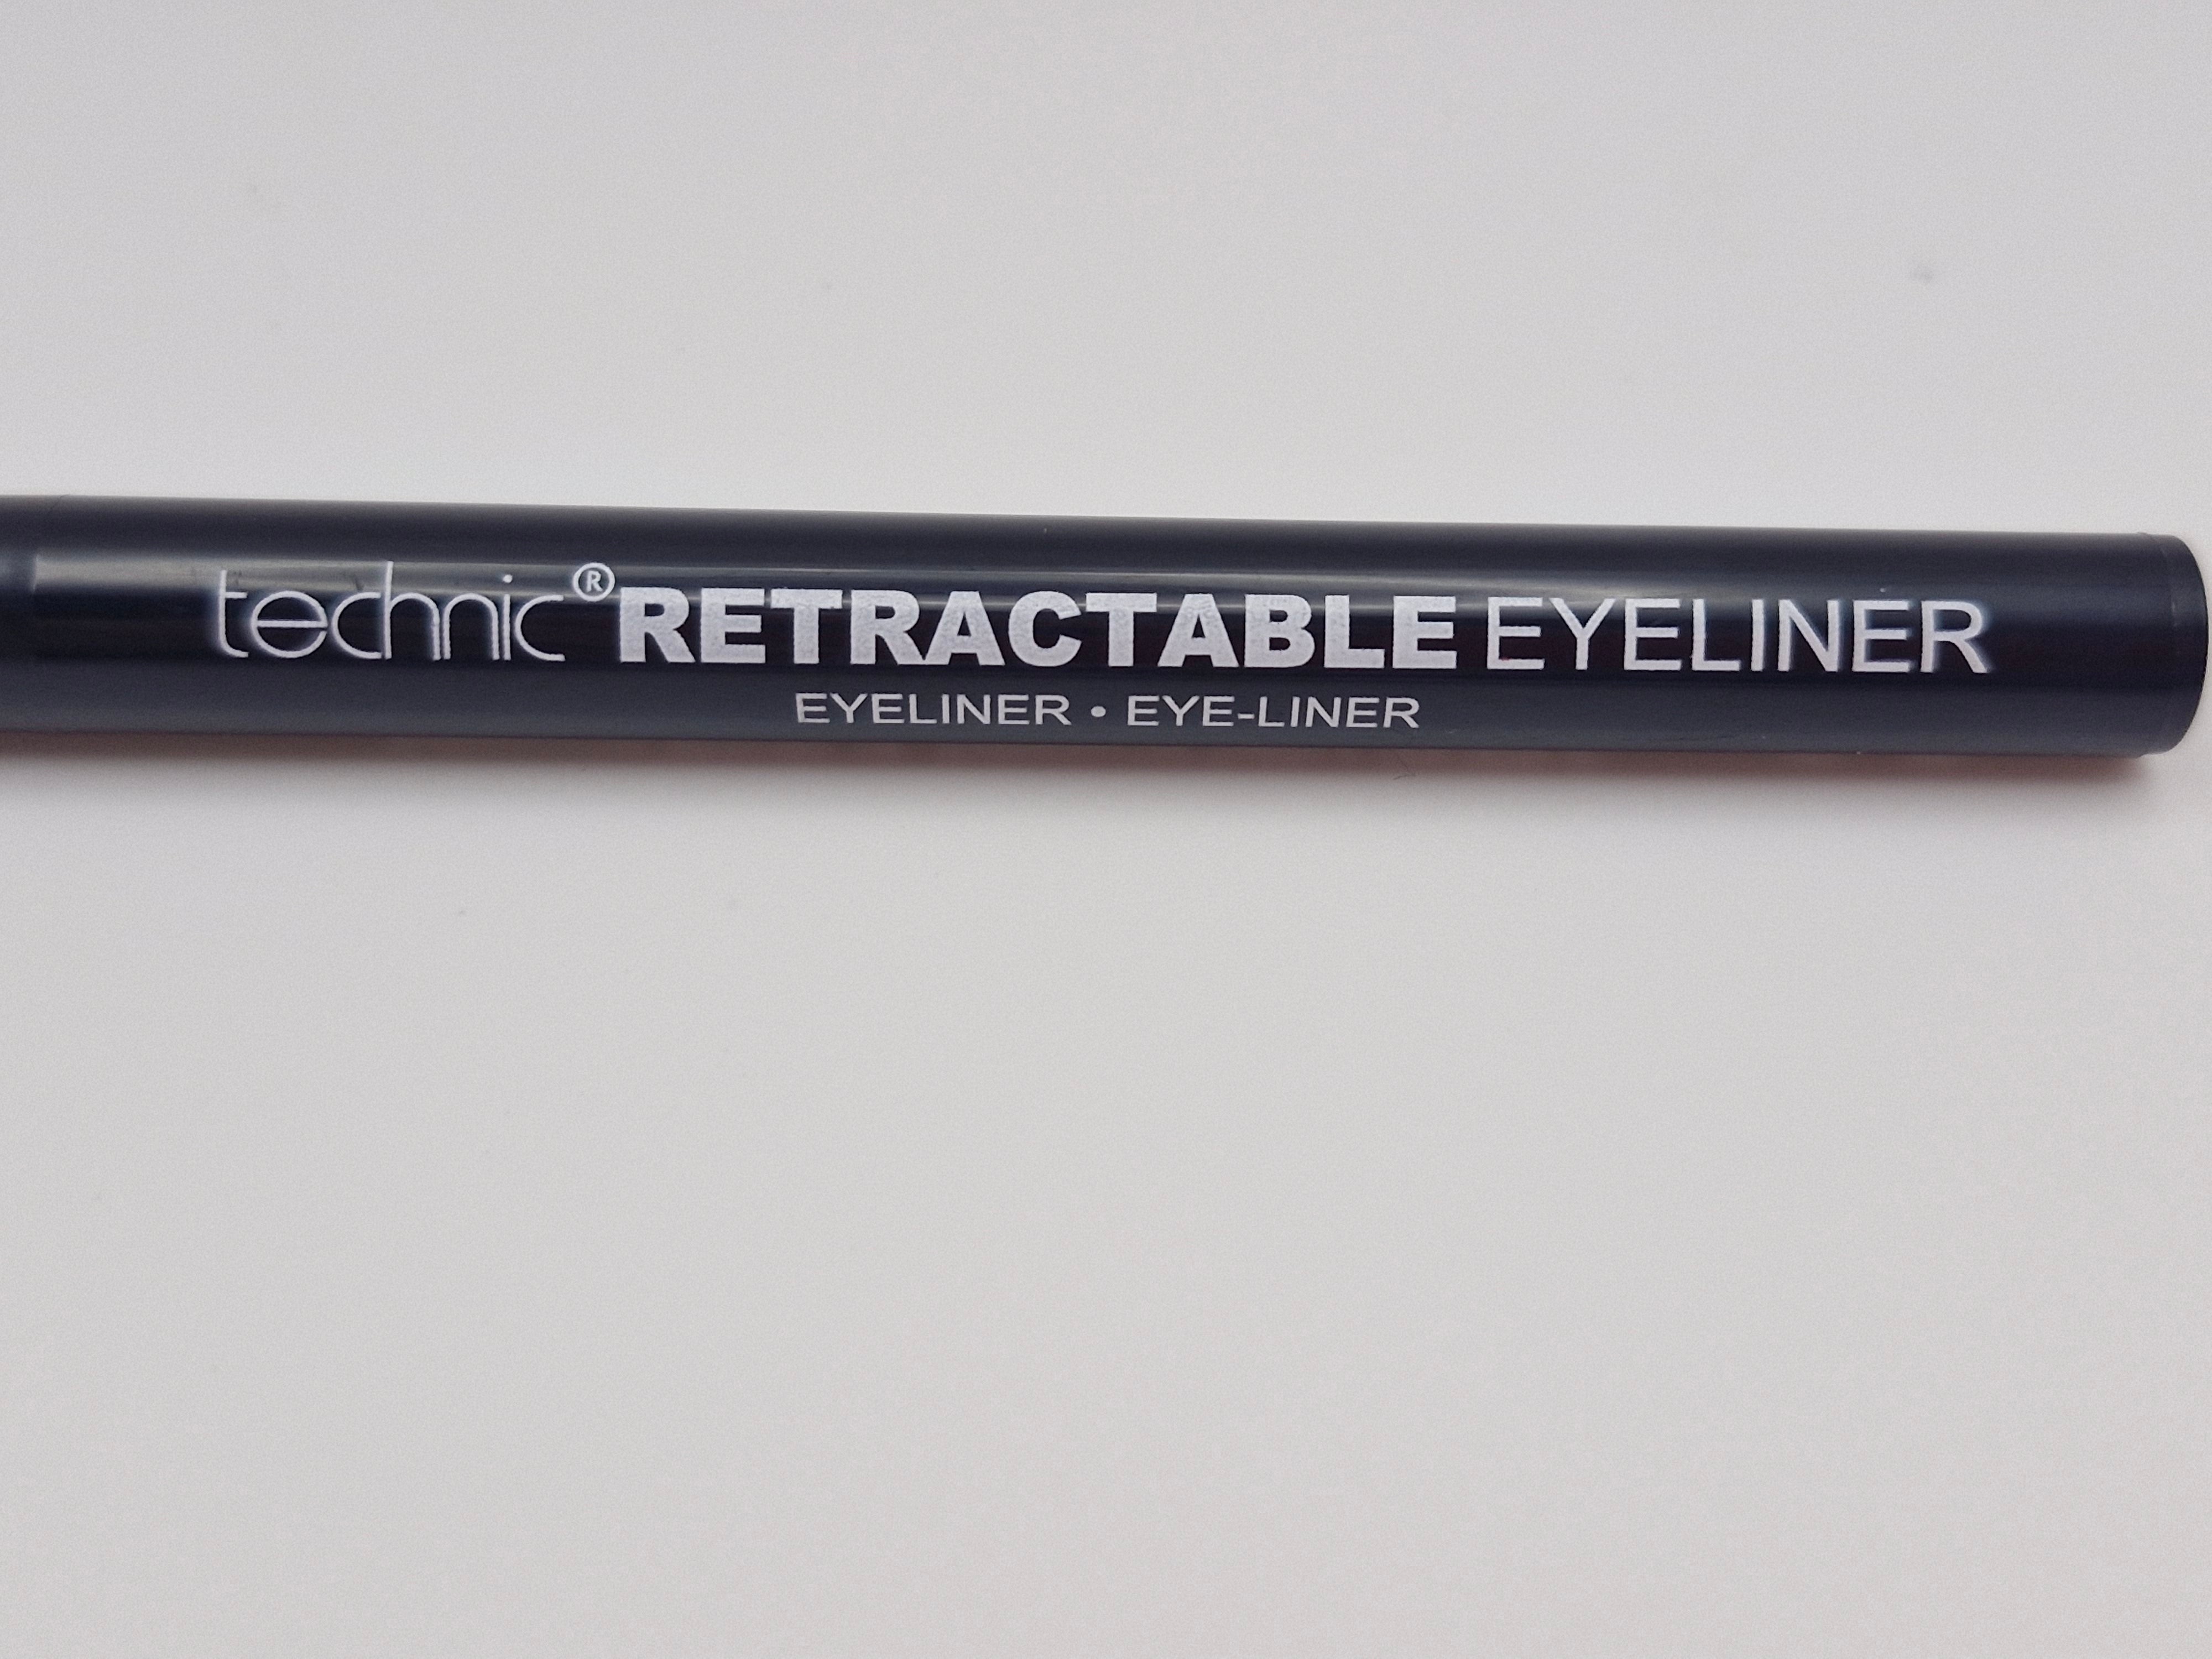 technic® RETRACTABLE EYELINER
EYELINER • EYE-LINER